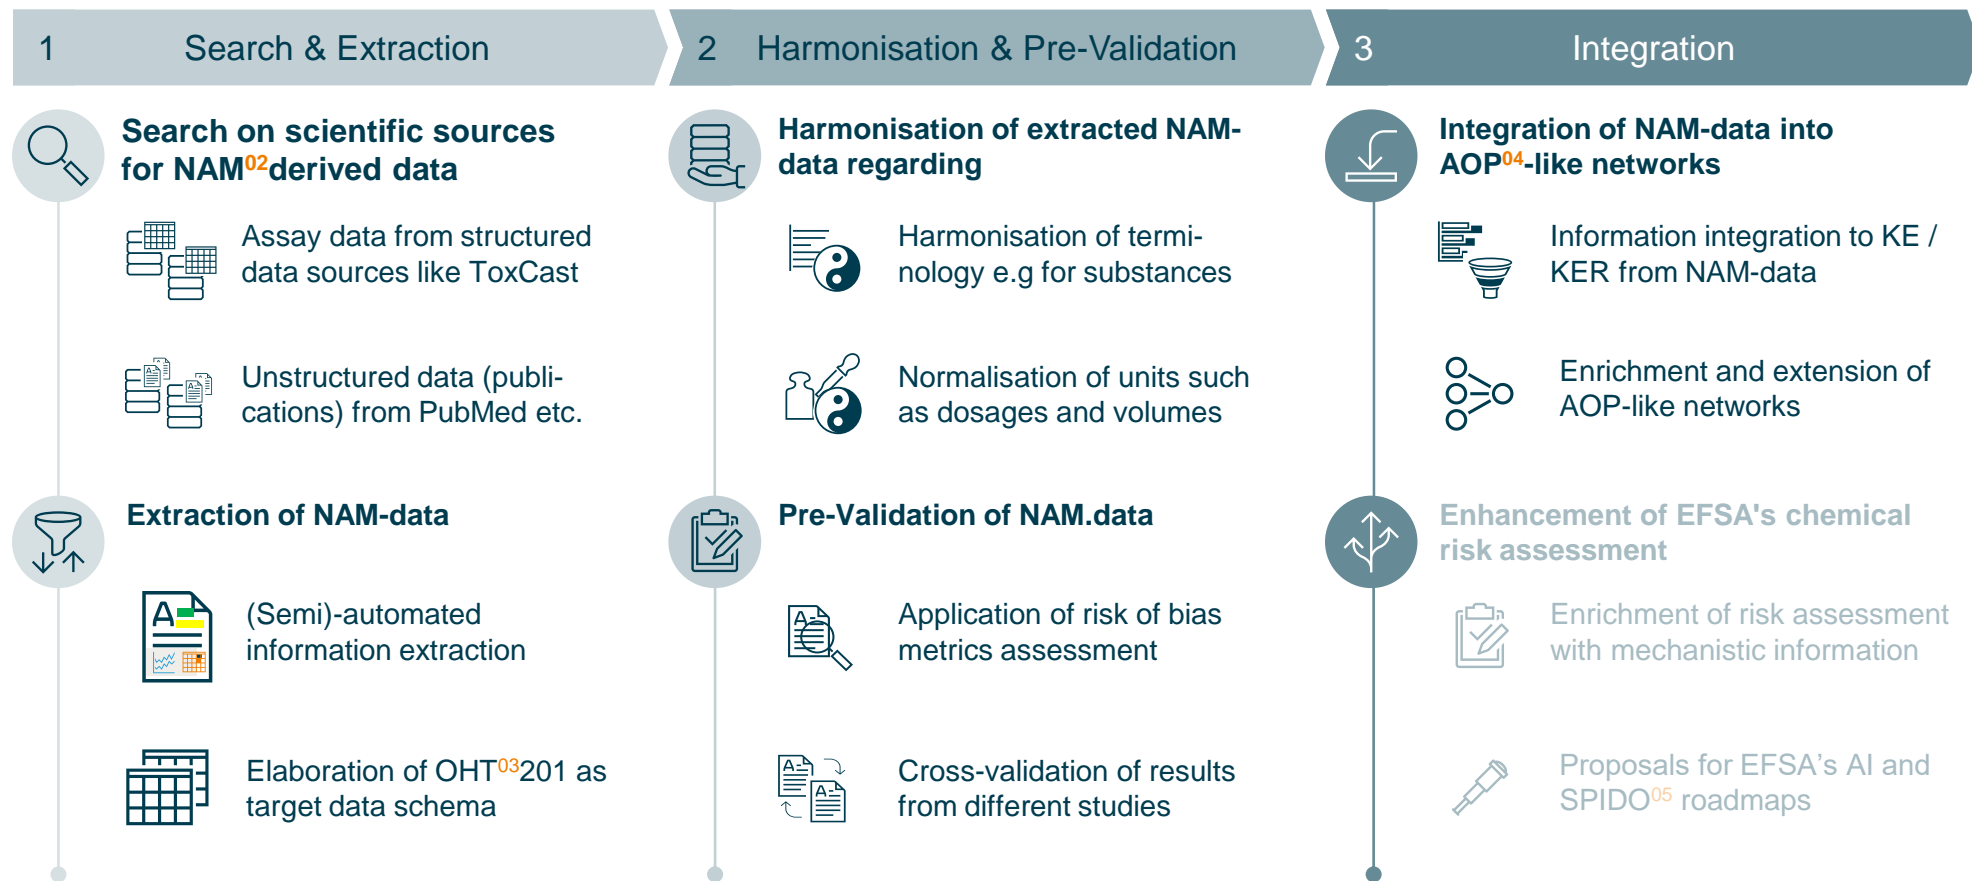 1 Search & Extraction
Search on scientific sources
for NAM02derived data
Assay data from structured
data sources like ToxCast
Unstructured data (publi-
cations) from PubMed etc.
Extraction of NAM-data
(Semi)-automated
information extraction
Elaboration of OHT03201 as
target data schema
2 Harmonisation & Pre-Validation
Harmonisation of extracted NAM-
data regarding
Harmonisation of termi-
nology e.g for substances
Normalisation of units such
as dosages and volumes
Pre-Validation of NAM.data
Application of risk of bias
metrics assessment
Cross-validation of results
from different studies
3 Integration
Integration of NAM-data into
AOP04-like networks
Information integration to KE /
KER from NAM-data
Enrichment and extension of
AOP-like networks
Enhancement of EFSA's chemical
risk assessment
Enrichment of risk assessment
with mechanistic information
Proposals for EFSA’s AI and
SPIDO05 roadmaps